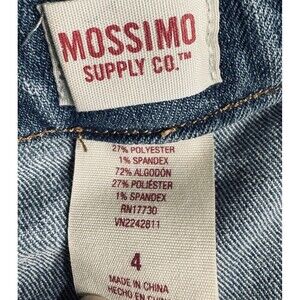 MOSSIMO
SUPPLY CO.™
27% POLYESTER
1% SPANDEX
72% ALGODÓN
27% POLIÉSTER
1% SPANDEX
RN17730
VN2242811
4
MADE IN CHINA
HECHO EN CHINA